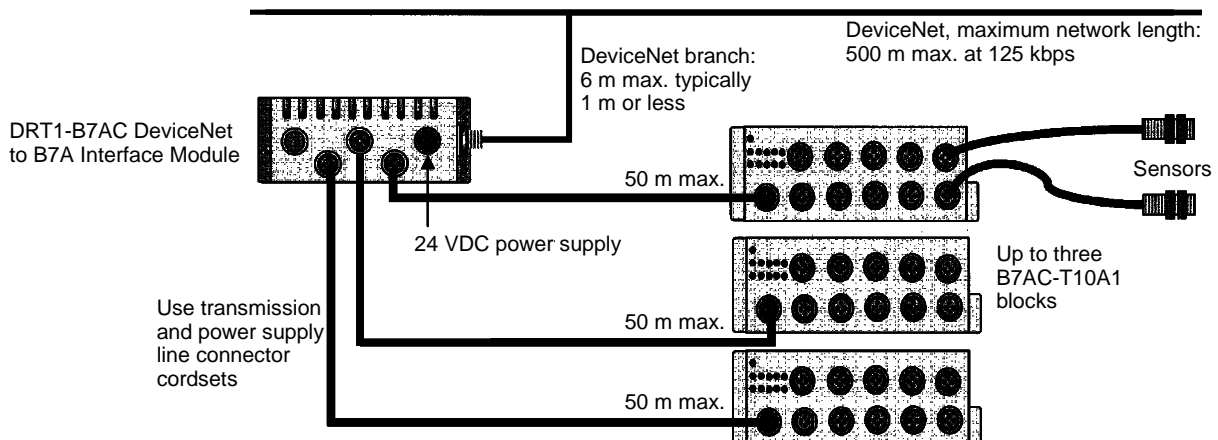 DeviceNet, maximum network length:
500 m max. at 125 kbps
DeviceNet branch:
6 m max. typically
1 m or less
DRT1-B7AC DeviceNet
to B7A Interface Module
50 m max.
Sensors
24 VDC power supply
Up to three
B7AC-T10A1
blocks
Use transmission
and power supply
line connector
cordsets
50 m max.
50 m max.